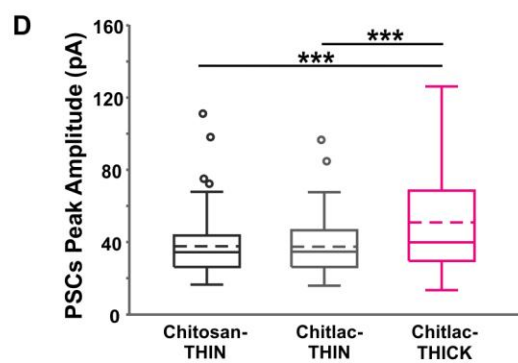 D
PSCs Peak Amplitude (pA)
160
120
80
40
0
***
***
Chitosan-
THIN
Chitlac-
THIN
Chitlac-
THICK